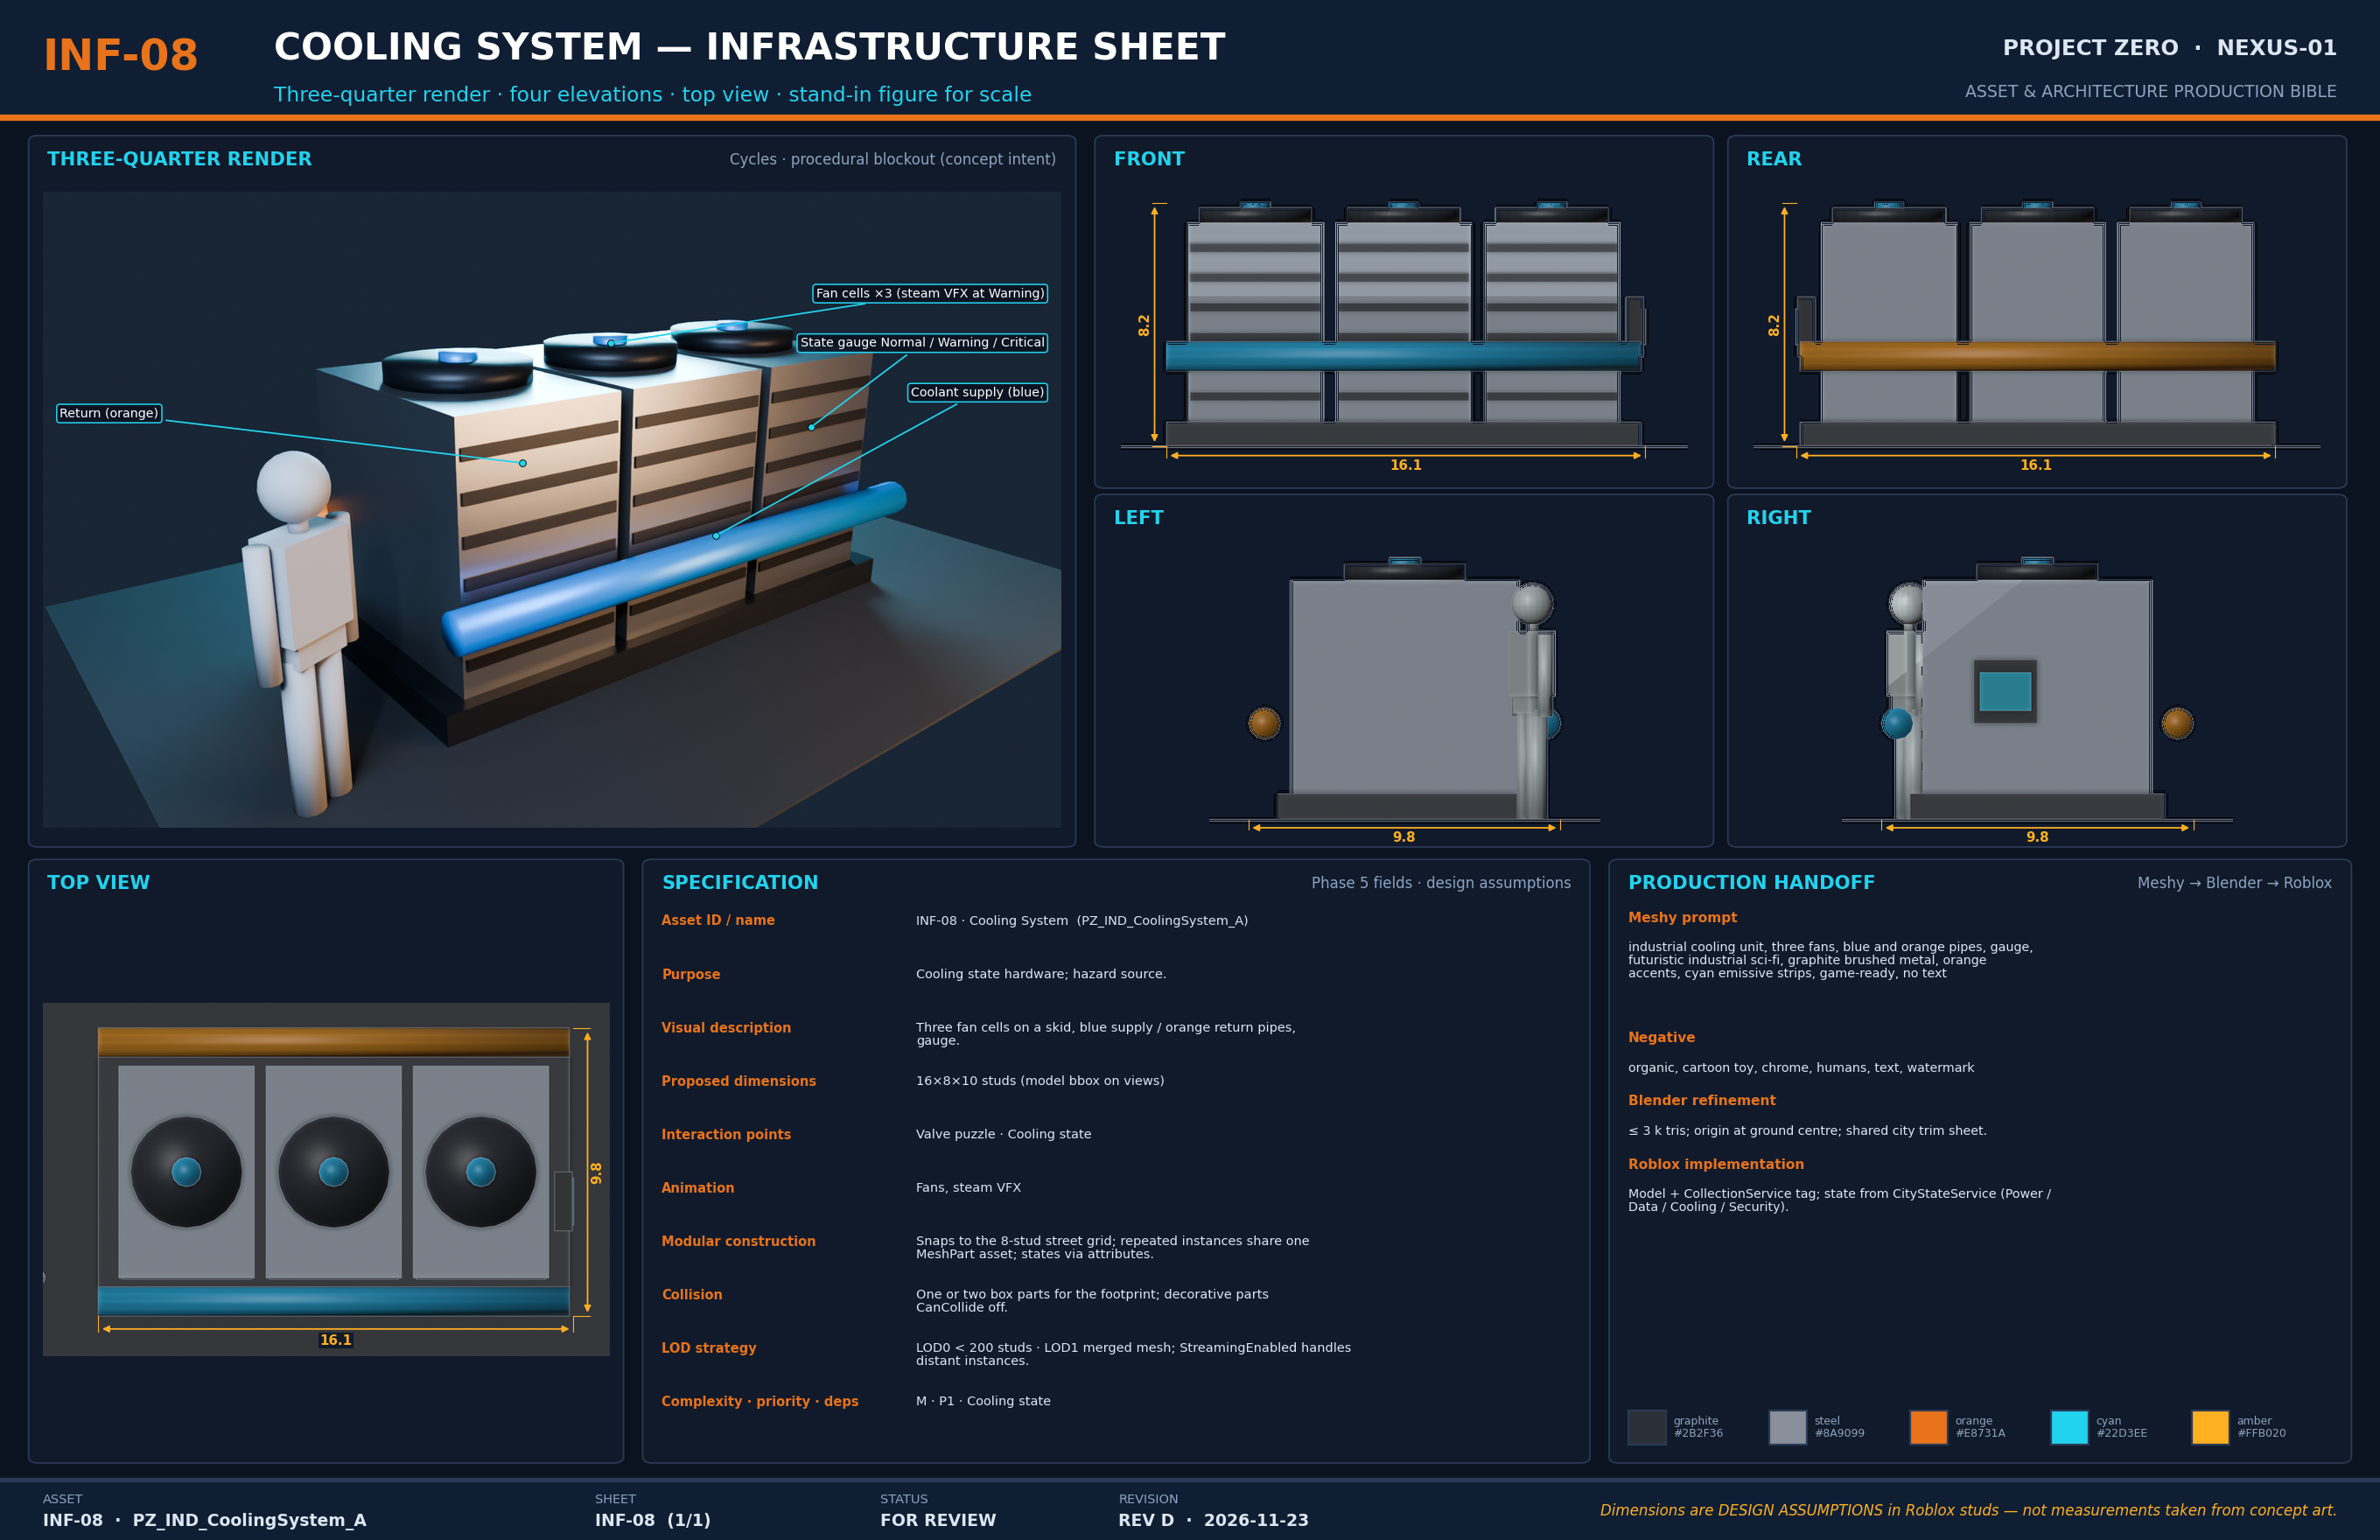 INF-08
COOLING SYSTEM — INFRASTRUCTURE SHEET
Three-quarter render · four elevations · top view · stand-in figure for scale
PROJECT ZERO · NEXUS-01
ASSET & ARCHITECTURE PRODUCTION BIBLE
THREE-QUARTER RENDER
Cycles · procedural blockout (concept intent)
Fan cells ×3 (steam VFX at Warning)
State gauge Normal / Warning / Critical
Coolant supply (blue)
Return (orange)
FRONT
8.2
16.1
REAR
8.2
16.1
LEFT
9.8
RIGHT
9.8
TOP VIEW
9.8
16.1
SPECIFICATION
Phase 5 fields · design assumptions
Asset ID / name
INF-08 · Cooling System (PZ_IND_CoolingSystem_A)
Purpose
Cooling state hardware; hazard source.
Visual description
Three fan cells on a skid, blue supply / orange return pipes,
gauge.
Proposed dimensions
16×8×10 studs (model bbox on views)
Interaction points
Valve puzzle · Cooling state
Animation
Fans, steam VFX
Modular construction
Snaps to the 8-stud street grid; repeated instances share one
MeshPart asset; states via attributes.
Collision
One or two box parts for the footprint; decorative parts
CanCollide off.
LOD strategy
LOD0 < 200 studs · LOD1 merged mesh; StreamingEnabled handles
distant instances.
Complexity · priority · deps
M · P1 · Cooling state
PRODUCTION HANDOFF
Meshy → Blender → Roblox
Meshy prompt
industrial cooling unit, three fans, blue and orange pipes, gauge,
futuristic industrial sci-fi, graphite brushed metal, orange
accents, cyan emissive strips, game-ready, no text
Negative
organic, cartoon toy, chrome, humans, text, watermark
Blender refinement
≤ 3 k tris; origin at ground centre; shared city trim sheet.
Roblox implementation
Model + CollectionService tag; state from CityStateService (Power /
Data / Cooling / Security).
graphite
#2B2F36
steel
#8A9099
orange
#E8731A
cyan
#22D3EE
amber
#FFB020
ASSET
INF-08 · PZ_IND_CoolingSystem_A
SHEET
INF-08 (1/1)
STATUS
FOR REVIEW
REVISION
REV D · 2026-11-23
Dimensions are DESIGN ASSUMPTIONS in Roblox studs — not measurements taken from concept art.